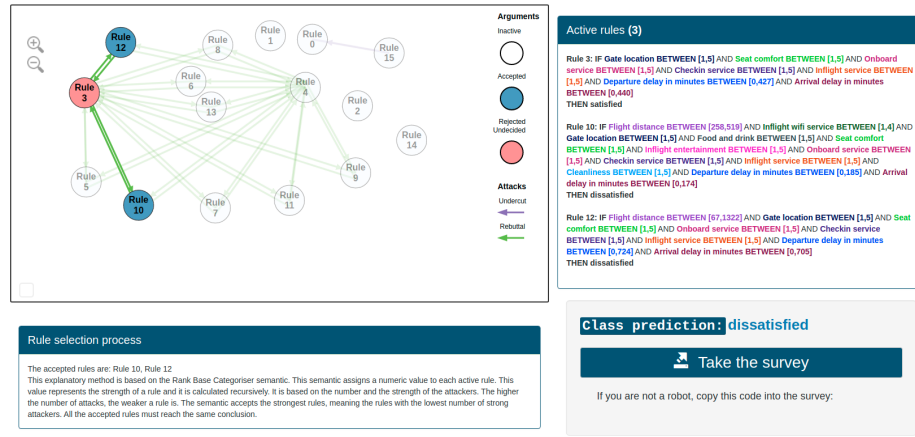 Rule 12
Rule 8
Rule 1
Rule 0
Rule 15
Rule 3
Rule 6
Rule 13
Rule 4
Rule 2
Rule 14
Rule 5
Rule 10
Rule 7
Rule 11
Rule 9
Arguments
Inactive
Accepted
Rejected
Undecided
Attacks
Undercut
Rebuttal
Active rules (3)
Rule 3: IF Gate location BETWEEN [1,5] AND Seat comfort BETWEEN [1,5] AND Onboard
service BETWEEN [1,5] AND Checkin service BETWEEN [1,5] AND Inflight service BETWEEN
[1,5] AND Departure delay in minutes BETWEEN [0,427] AND Arrival delay in minutes
BETWEEN [0,440]
THEN satisfied
Rule 10: IF Flight distance BETWEEN [258,519] AND Inflight wifi service BETWEEN [1,4] AND
Gate location BETWEEN [1,5] AND Food and drink BETWEEN [1,5] AND Seat comfort
BETWEEN [1,5] AND Inflight entertainment BETWEEN [1,5] AND Onboard service BETWEEN
[1,5] AND Checkin service BETWEEN [1,5] AND Inflight service BETWEEN [1,5] AND
Cleanliness BETWEEN [1,5] AND Departure delay in minutes BETWEEN [0,185] AND Arrival
delay in minutes BETWEEN [0,174]
THEN dissatisfied
Rule 12: IF Flight distance BETWEEN [67,1322] AND Gate location BETWEEN [1,5] AND Seat
comfort BETWEEN [1,5] AND Onboard service BETWEEN [1,5] AND Checkin service
BETWEEN [1,5] AND Inflight service BETWEEN [1,5] AND Departure delay in minutes
BETWEEN [0,724] AND Arrival delay in minutes BETWEEN [0,705]
THEN dissatisfied
Rule selection process
The accepted rules are: Rule 10, Rule 12
This explanatory method is based on the Rank Base Categoriser semantic. This semantic assigns a numeric value to each active rule. This
value represents the strength of a rule and it is calculated recursively. It is based on the number and the strength of the attackers. The higher
the number of attacks, the weaker a rule is. The semantic accepts the strongest rules, meaning the rules with the lowest number of strong
attackers. All the accepted rules must reach the same conclusion.
Class prediction: dissatisfied
Take the survey
If you are not a robot, copy this code into the survey: